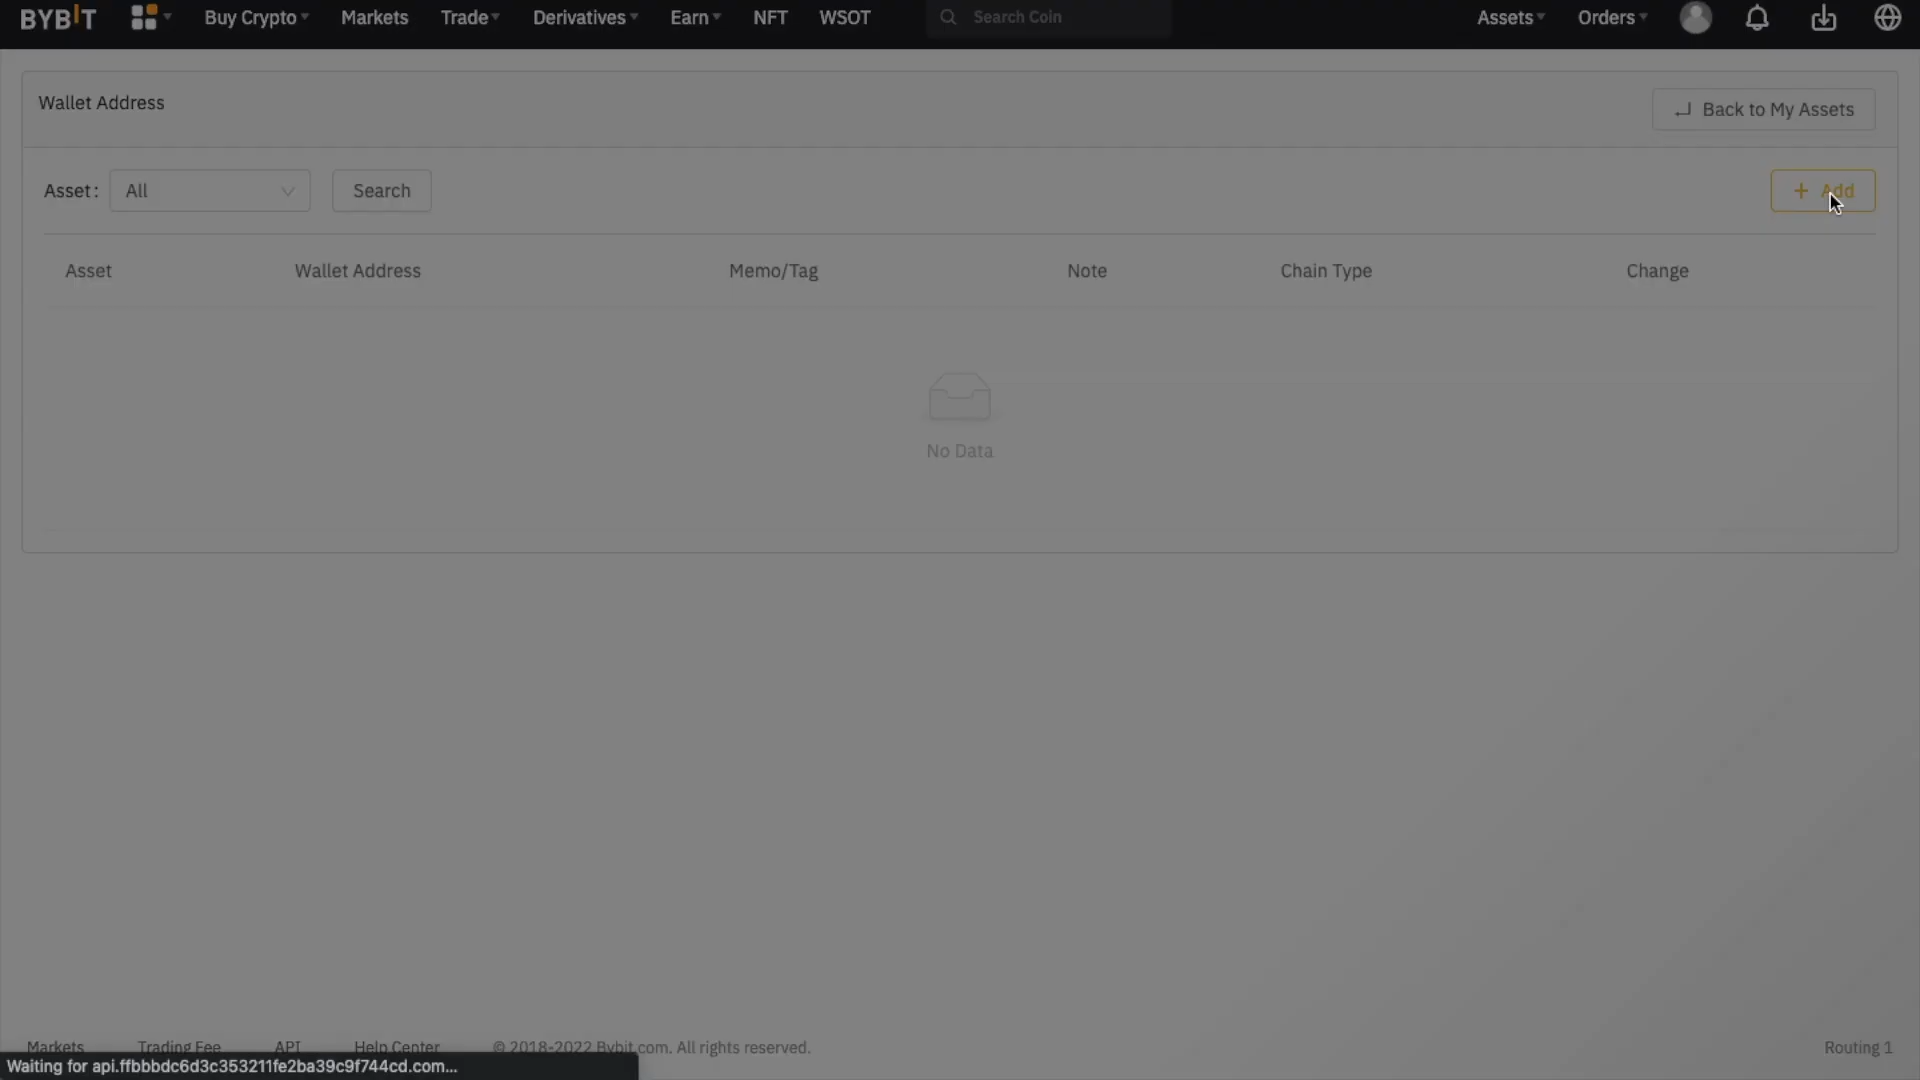 BYBIT Buy Crypto Markets Trade Derivatives Earn NFT WSOT Search Coin Assets Orders
Wallet Address
Back to My Assets
Asset: All Search + Add
Asset Wallet Address Memo/Tag Note Chain Type Change
No Data
Markets Trading Fee API Help Center © 2018-2022 Bybit.com. All rights reserved. Routing 1
Waiting for api.ffbbbdc6d3c353211fe2ba39c9f744cd.com...